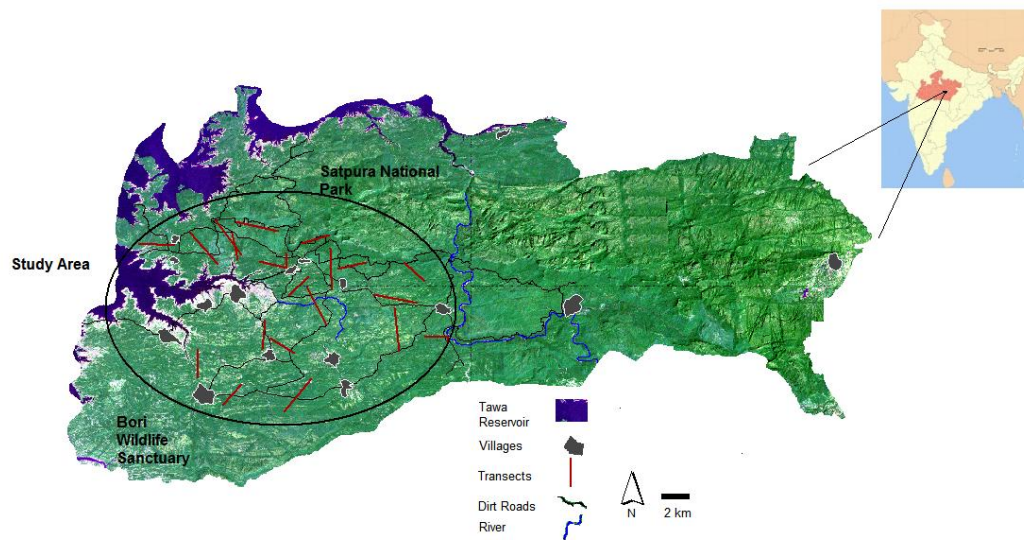 Satpura National
Park
Study Area
Bori
Wildlife
Sanctuary
Tawa
Reservoir
Villages
Transects
Dirt Roads
River
N
2 km